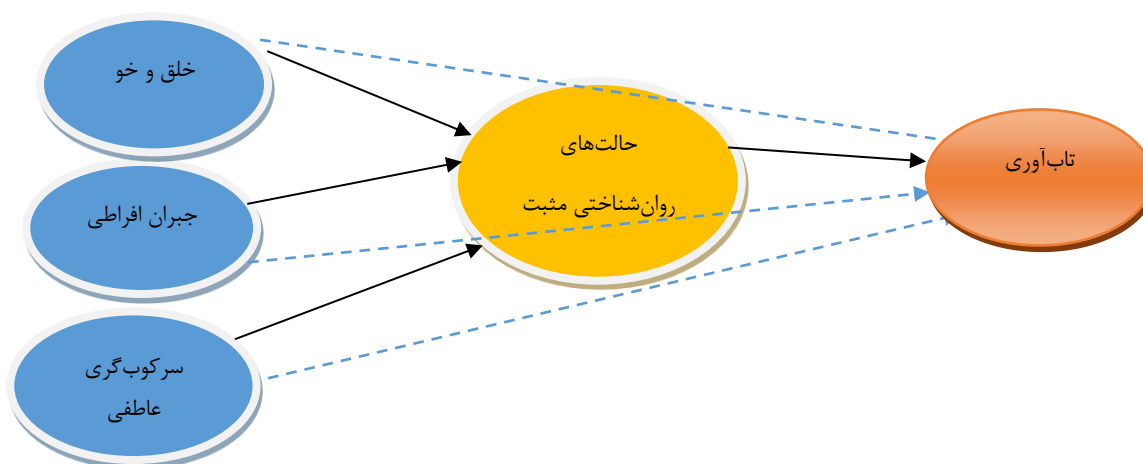 خلق و خو
جبران افراطی
سرکوب‌گری
عاطفی
حالت‌های
روان‌شناختی مثبت
تاب‌آوری